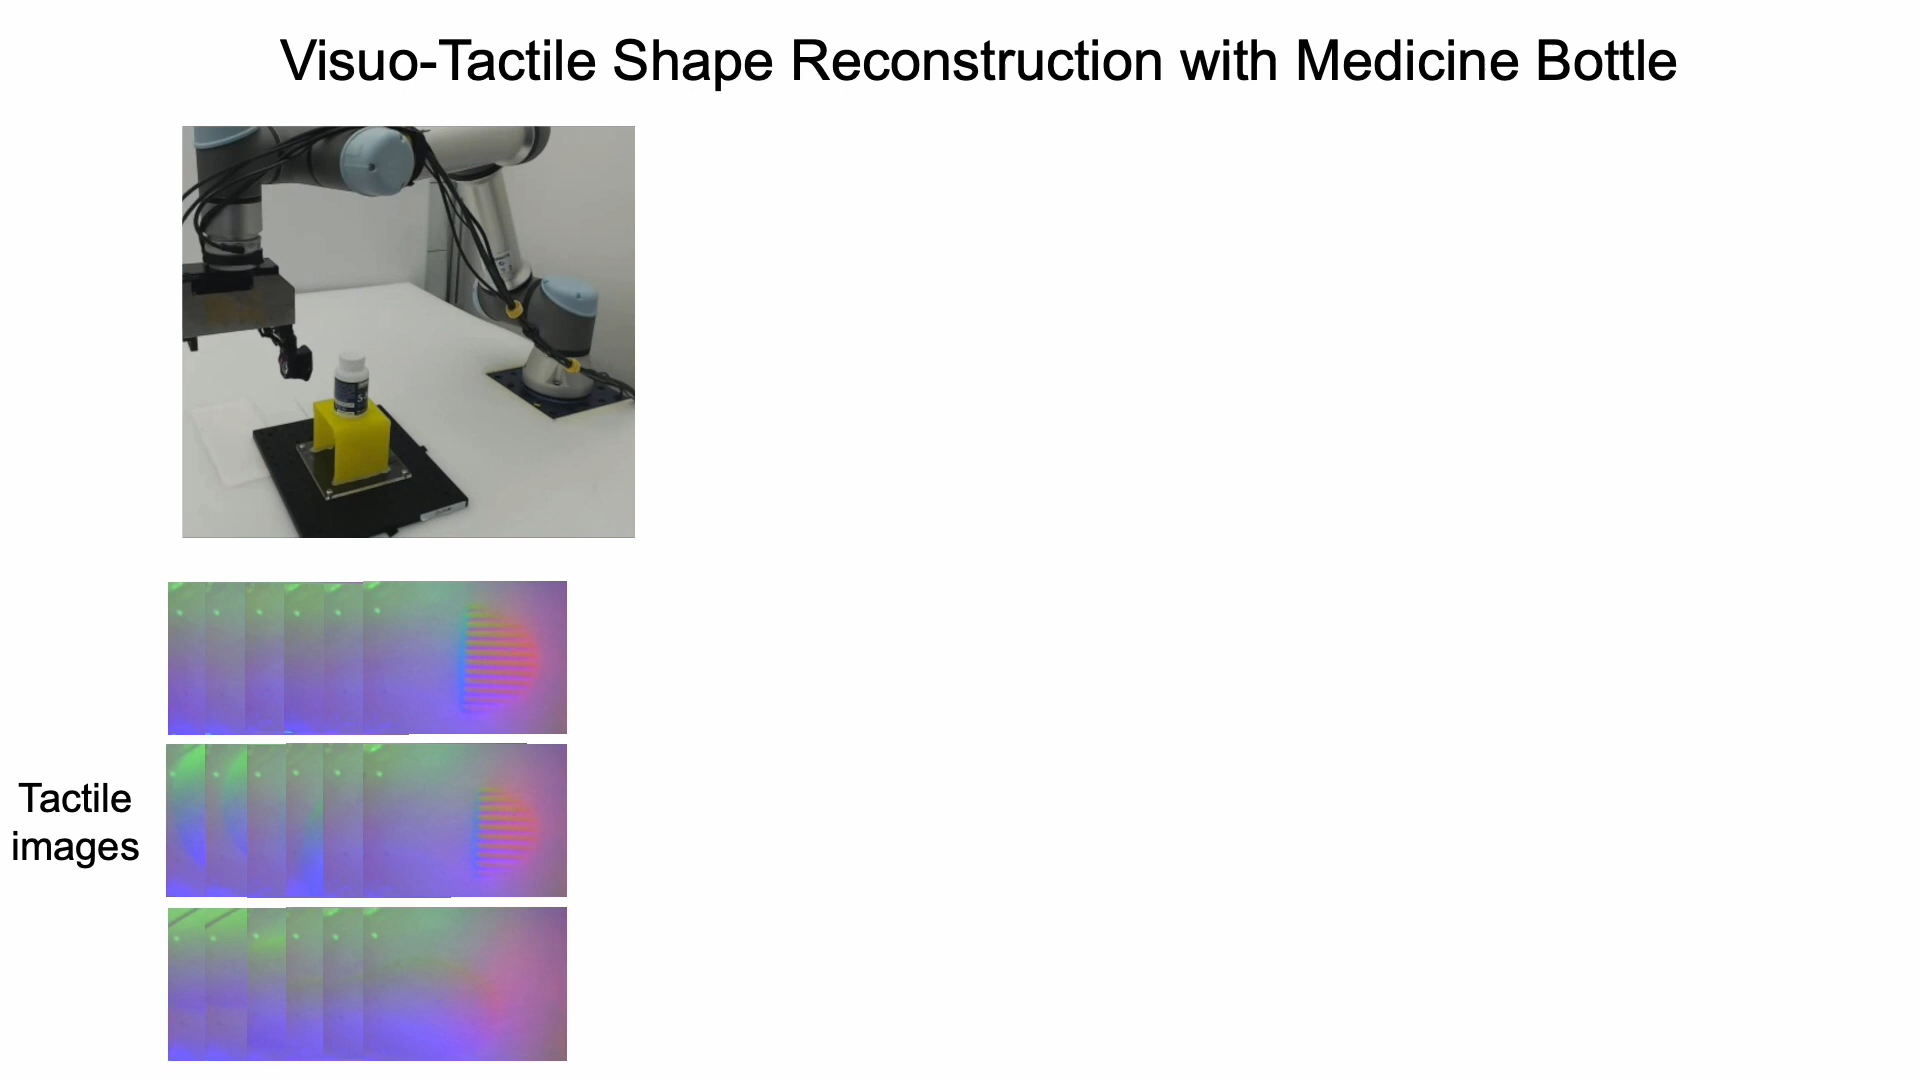 Visuo-Tactile Shape Reconstruction with Medicine Bottle
Tactile
images